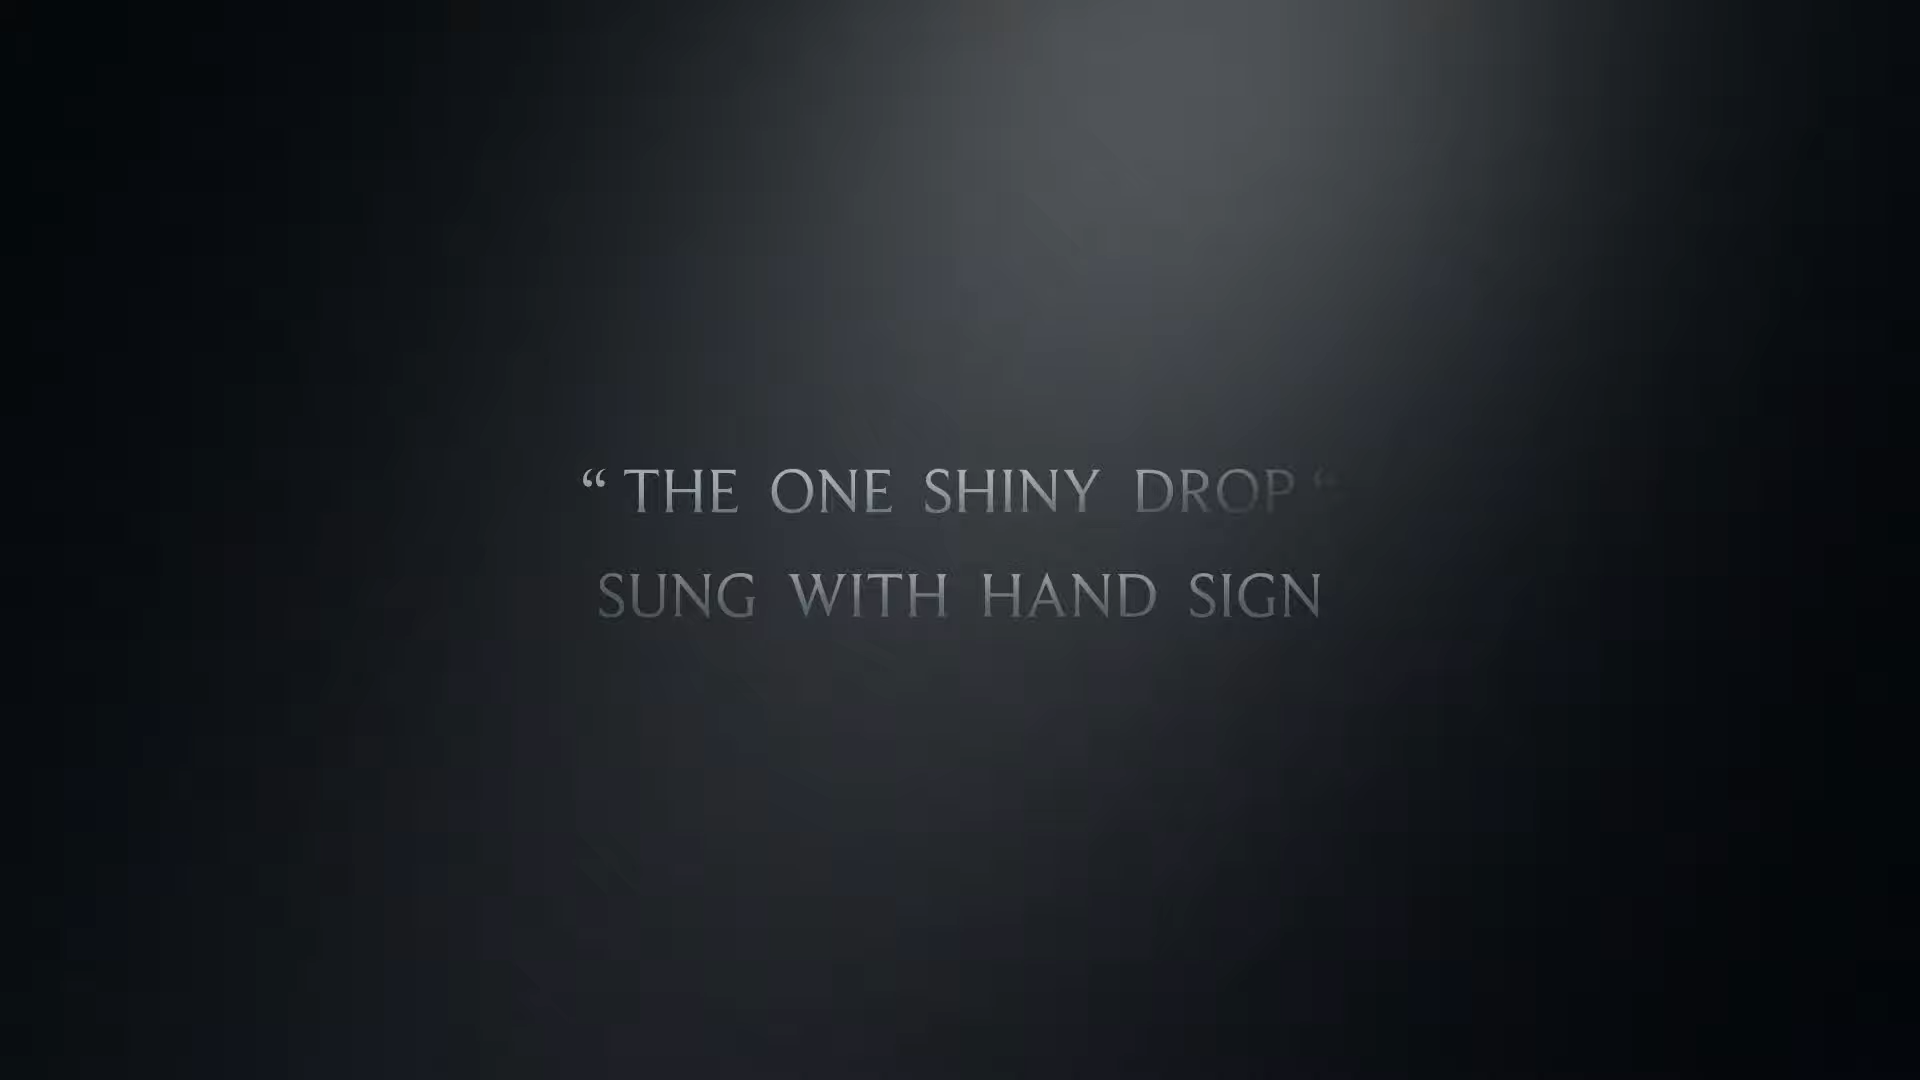 “ THE ONE SHINY DROP “
SUNG WITH HAND SIGN